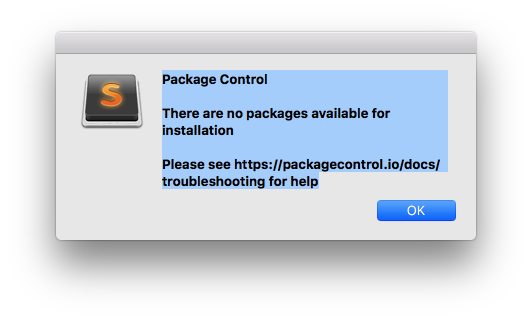 Package Control
There are no packages available for
installation
Please see https://packagecontrol.io/docs/
troubleshooting for help
OK